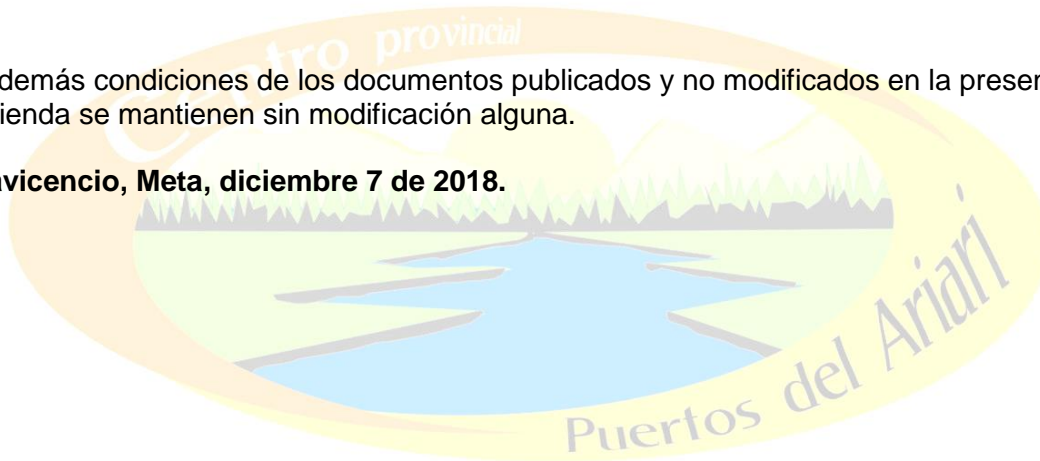 Centro provincial
demás condiciones de los documentos publicados y no modificados en la presen
ienda se mantienen sin modificación alguna.
avicencio, Meta, diciembre 7 de 2018.
Puertos del Ariari